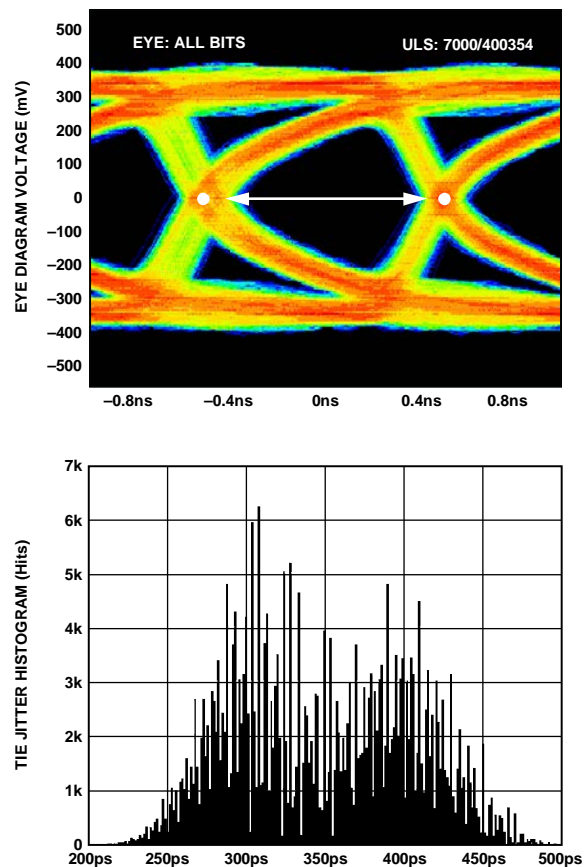 EYE: ALL BITS
ULS: 7000/400354
EYE DIAGRAM VOLTAGE (mV)
500
400
300
200
100
0
–100
–200
–300
–400
–500
–0.8ns –0.4ns 0ns 0.4ns 0.8ns
TIE JITTER HISTOGRAM (Hits)
7k
6k
5k
4k
3k
2k
1k
0
200ps 250ps 300ps 350ps 400ps 450ps 500ps